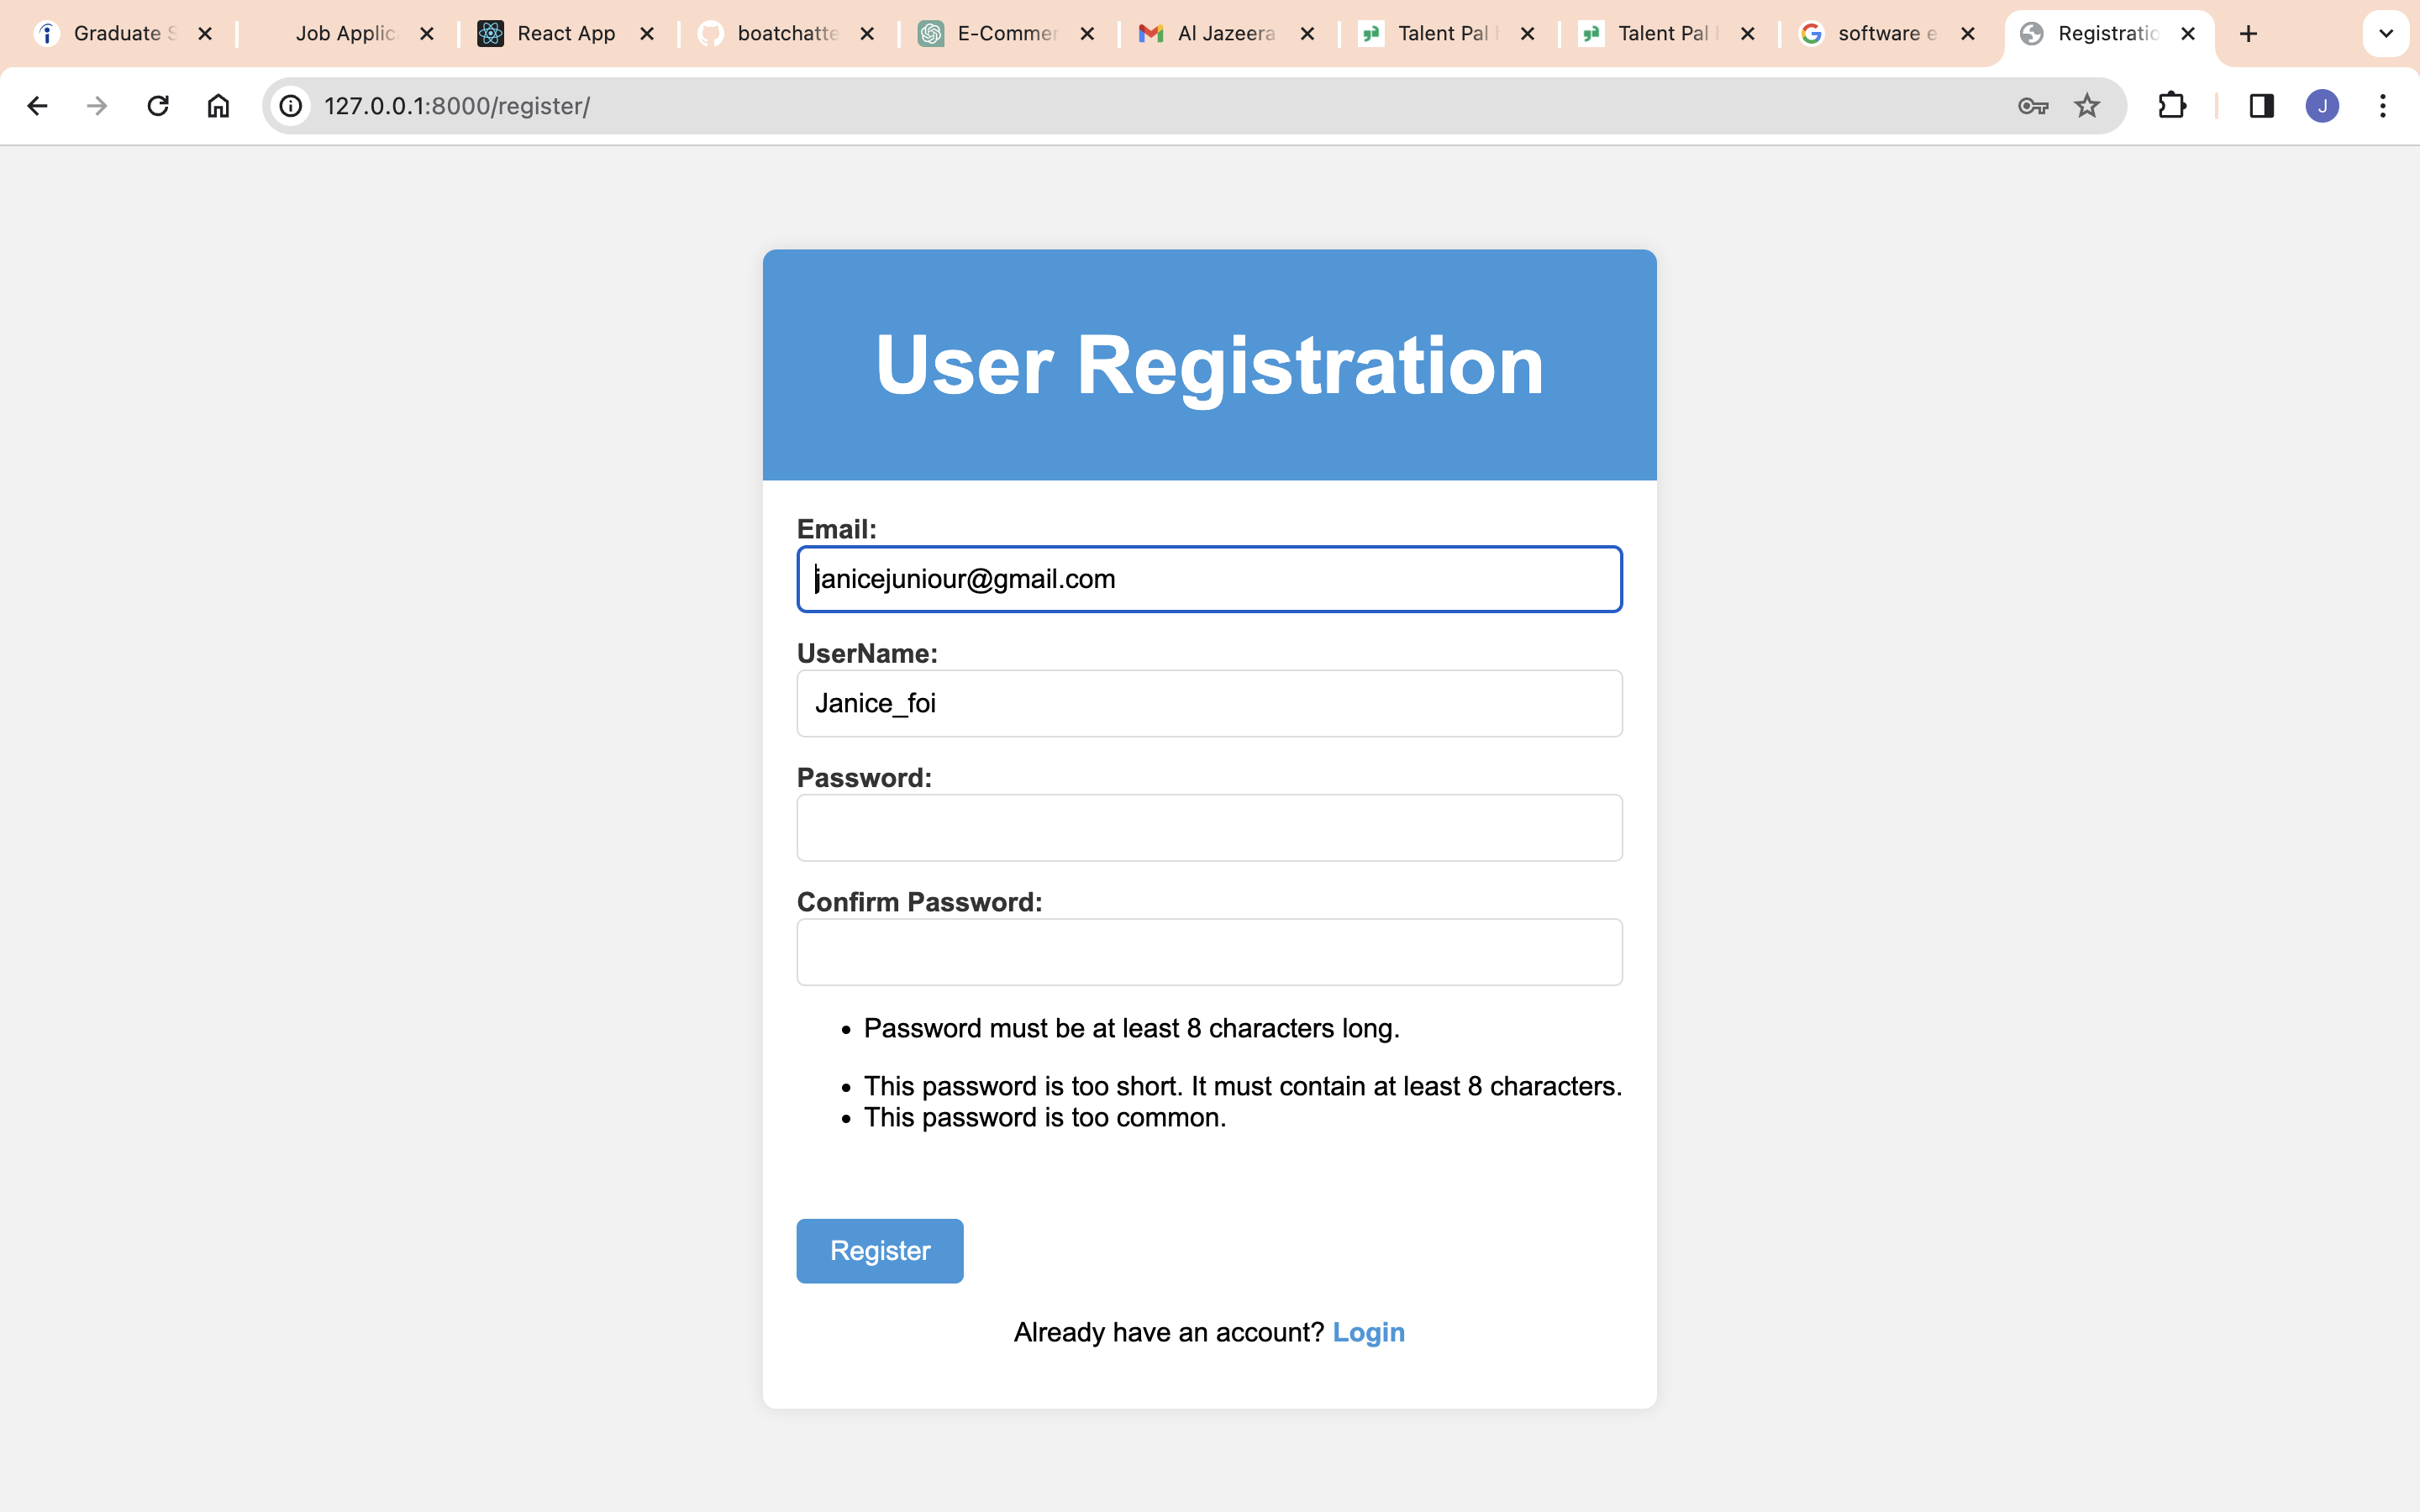 Graduate S
Job Applic
React App
boatchatte
E-Commer
Al Jazeera
Talent Pal
Talent Pal
software e
Registratio
127.0.0.1:8000/register/
J
User Registration
Email:
janicejuniour@gmail.com
UserName:
Janice_foi
Password:
Confirm Password:
• Password must be at least 8 characters long.
• This password is too short. It must contain at least 8 characters.
• This password is too common.
Register
Already have an account? Login